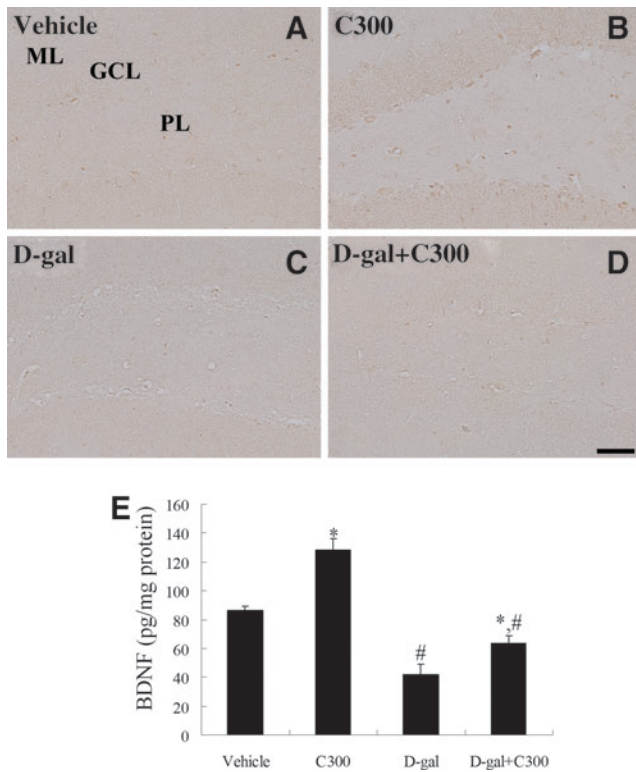 Vehicle A
ML
GCL
PL
C300 B
D-gal C
D-gal+C300 D
E
BDNF (pg/mg protein)
160
140
120
100
80
60
40
20
0
*
#
*,#
Vehicle C300 D-gal D-gal+C300